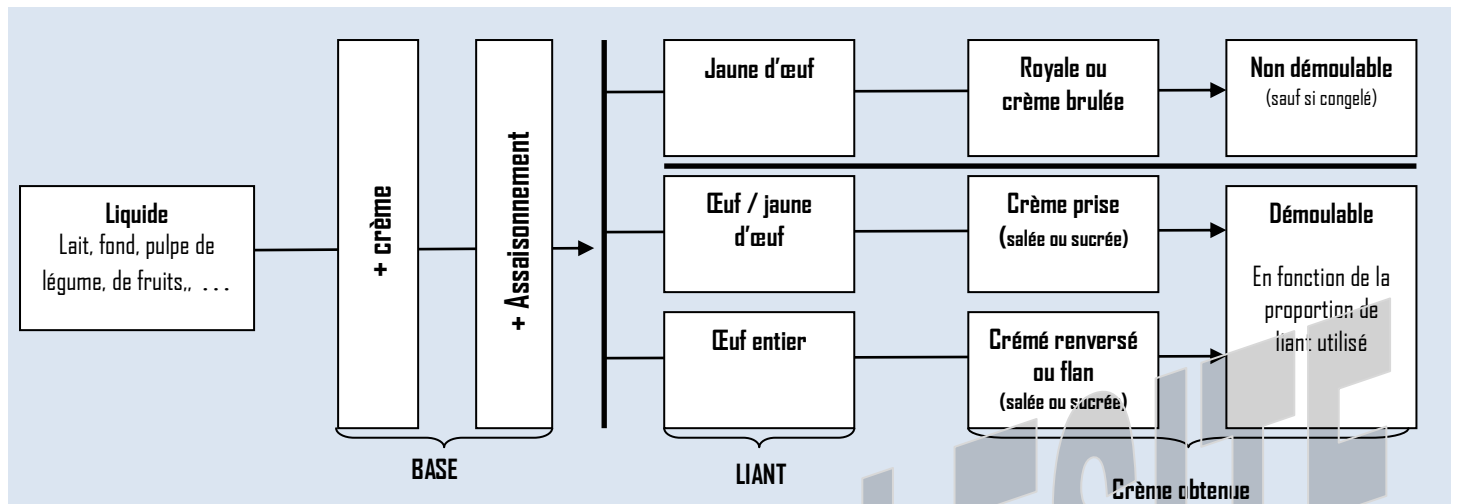 Liquide
Lait, fond, pulpe de
légume, de fruits,, ...
+ crème
+ Assaisonnement
BASE
Jaune d'œuf
Œuf / jaune
d'œuf
Œuf entier
LIANT
Royale ou
crème brulée
Crème prise
(salée ou sucrée)
Crémé renversé
ou flan
(salée ou sucrée)
Non démoulable
(sauf si congelé)
Démoulable
En fonction de la
proportion de
liant utilisé
Crème obtenue
LESITE